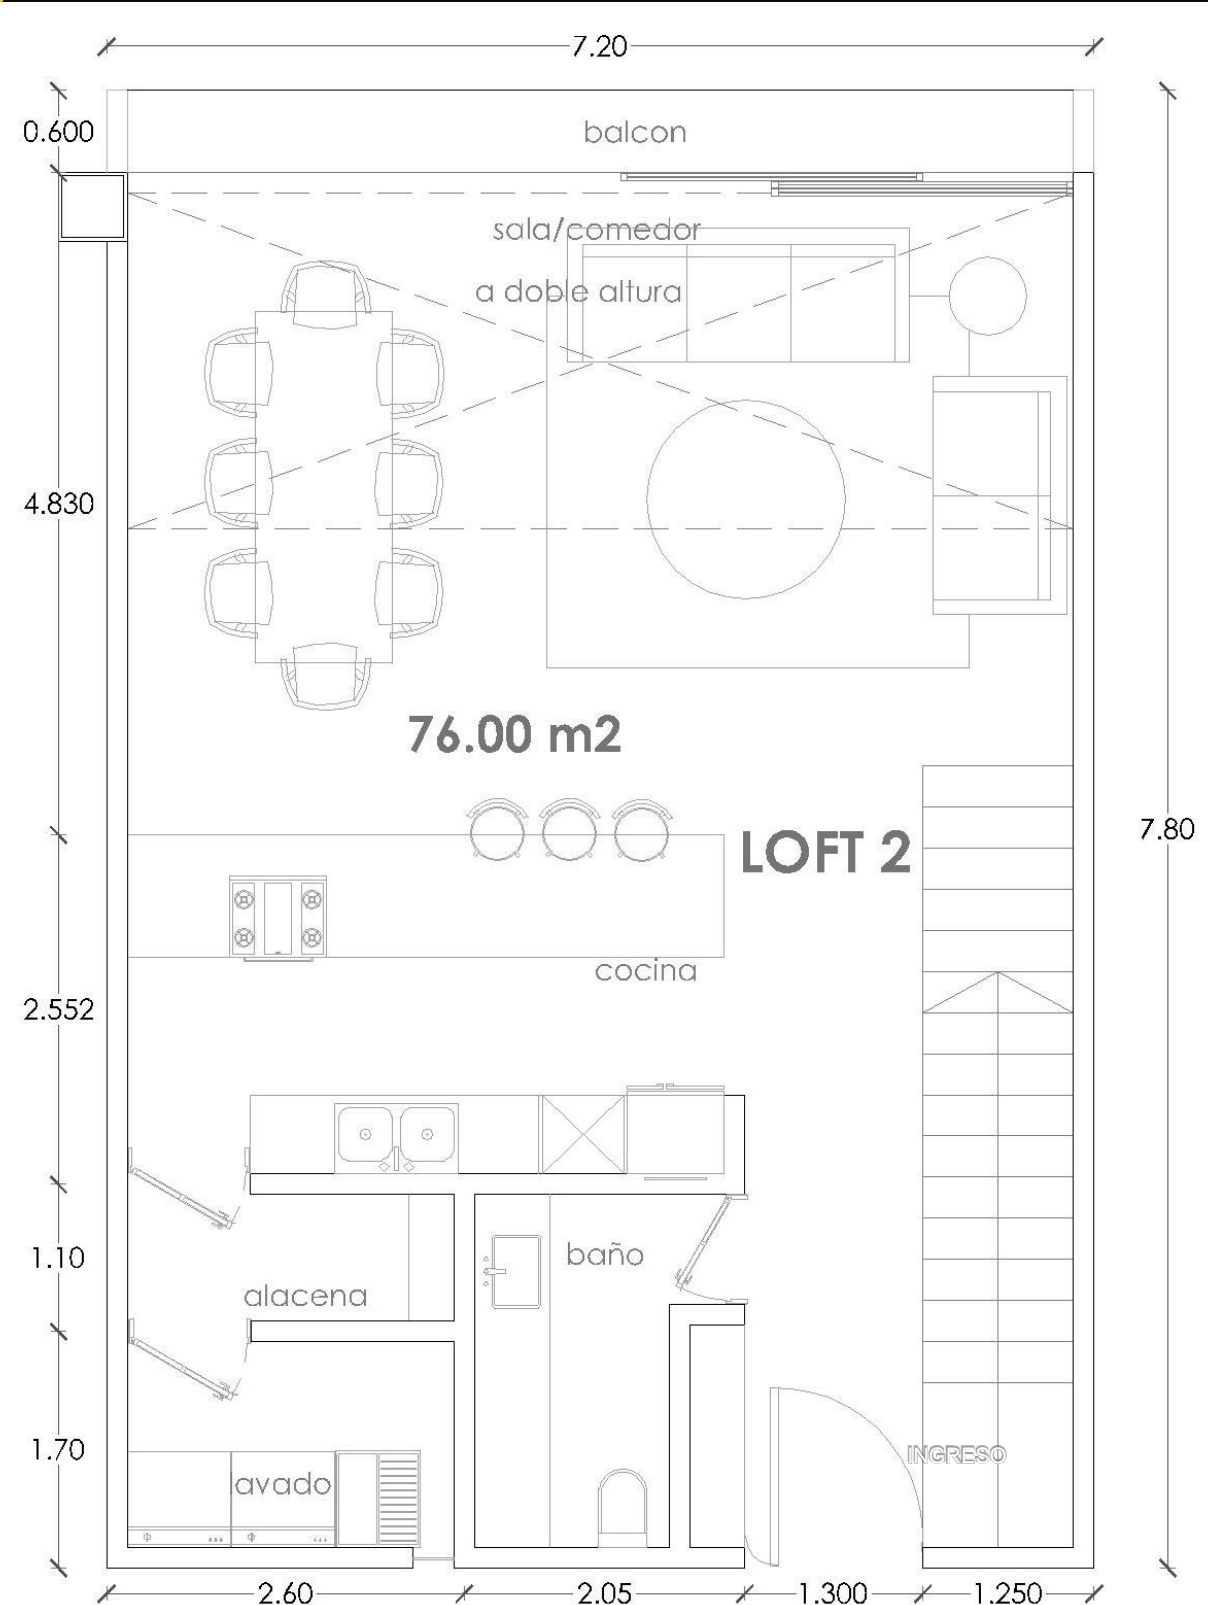 7.20
0.600
balcon
sala/comedor
a doble altura
4.830
76.00 m2
LOFT 2
7.80
cocina
2.552
baño
1.10
alacena
1.70
INGRESO
lavado
2.60
2.05
1.300
1.250